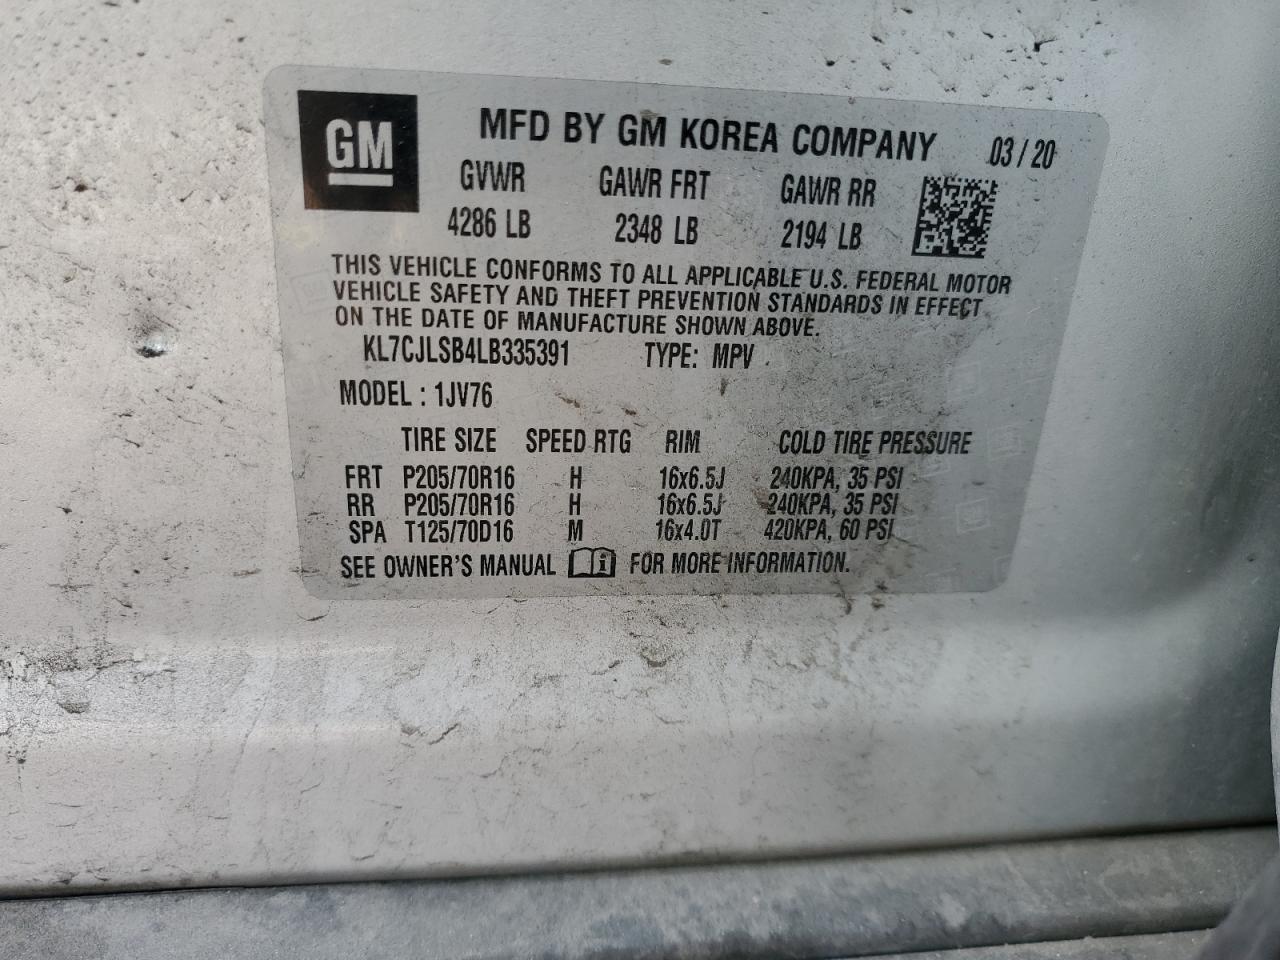 GM
MFD BY GM KOREA COMPANY 03/20
GVWR GAWR FRT GAWR RR
4286 LB 2348 LB 2194 LB
THIS VEHICLE CONFORMS TO ALL APPLICABLE U.S. FEDERAL MOTOR
VEHICLE SAFETY AND THEFT PREVENTION STANDARDS IN EFFECT
ON THE DATE OF MANUFACTURE SHOWN ABOVE.
KL7CJLSB4LB335391 TYPE: MPV
MODEL : 1JV76
TIRE SIZE SPEED RTG RIM COLD TIRE PRESSURE
FRT P205/70R16 H 16x6.5J 240KPA, 35 PSI
RR P205/70R16 H 16x6.5J 240KPA, 35 PSI
SPA T125/70D16 M 16x4.0T 420KPA, 60 PSI
SEE OWNER'S MANUAL i FOR MORE INFORMATION.